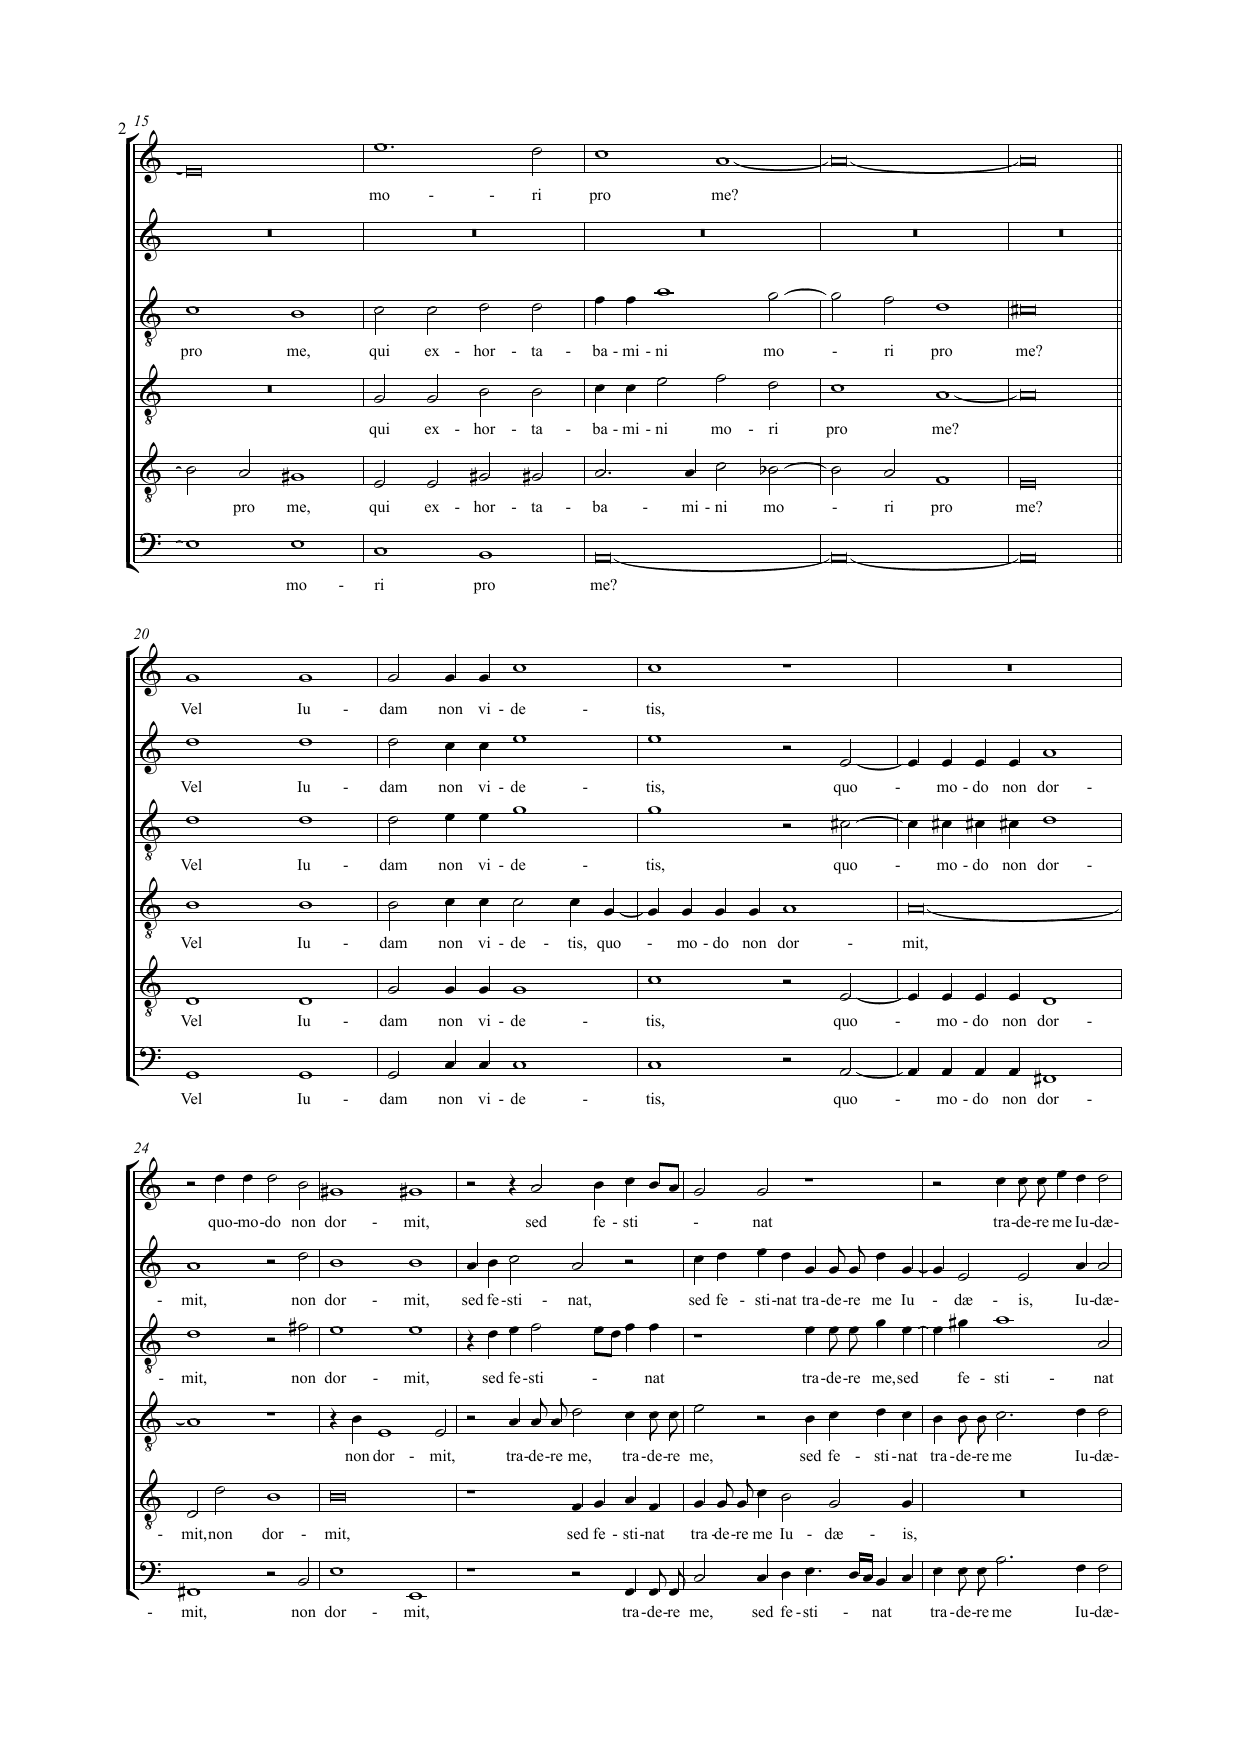 2 15
mo - - ri pro me?
pro me, qui ex - hor - ta - ba - mi - ni mo - ri pro me?
qui ex - hor - ta - ba - mi - ni mo - ri pro me?
pro me, qui ex - hor - ta - ba - mi - ni mo - ri pro me?
mo - ri pro me?
20
Vel Iu - dam non vi - de - tis,
Vel Iu - dam non vi - de - tis, quo - mo - do non dor -
Vel Iu - dam non vi - de - tis, quo - mo - do non dor -
Vel Iu - dam non vi - de - tis, quo - mo - do non dor - mit,
Vel Iu - dam non vi - de - tis, quo - mo - do non dor -
Vel Iu - dam non vi - de - tis, quo - mo - do non dor -
24
quo-mo-do non dor - mit, sed fe - sti - nat tra-de-re me Iu-dæ-
- mit, non dor - mit, sed fe-sti - nat, sed fe - sti-nat tra-de-re me Iu - dæ - is, Iu-dæ-
- mit, non dor - mit, sed fe-sti - nat tra-de-re me, sed fe - sti - nat
non dor - mit, tra-de-re me, tra-de-re me, sed fe - sti-nat tra-de-re me Iu-dæ-
- mit, non dor - mit, sed fe - sti-nat tra-de-re me Iu - dæ - is,
- mit, non dor - mit, tra-de-re me, sed fe-sti - nat tra-de-re me Iu-dæ-